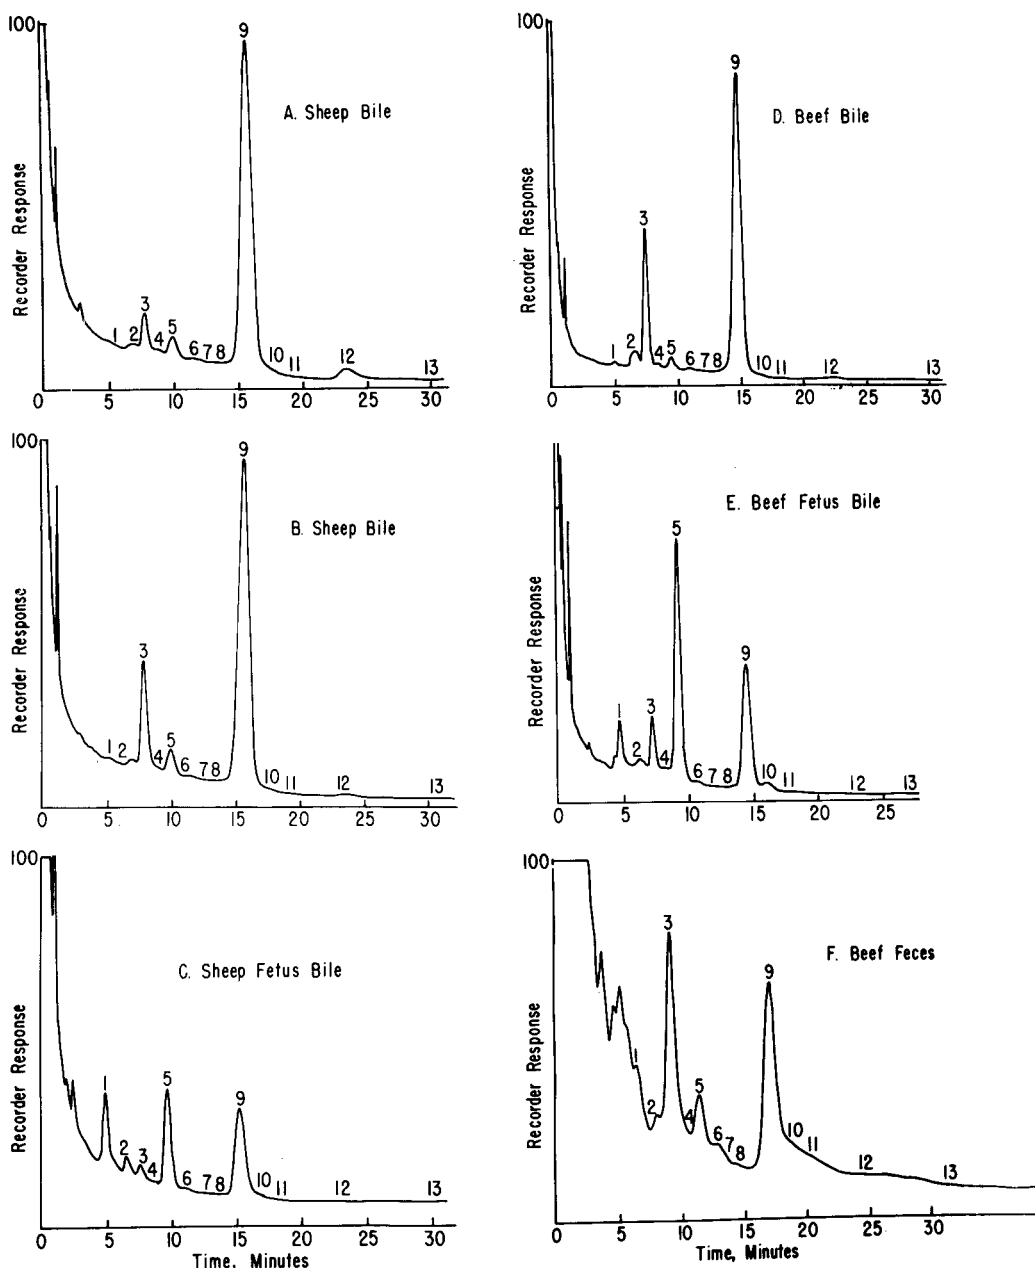 100
9
A. Sheep Bile
Recorder Response
1 2 3 4 5 6 7 8 10 11 12 13
0 5 10 15 20 25 30
100
9
D. Beef Bile
Recorder Response
1 2 3 4 5 6 7 8 10 11 12 13
0 5 10 15 20 25 30
100
9
B. Sheep Bile
Recorder Response
1 2 3 4 5 6 7 8 10 11 12 13
0 5 10 15 20 25 30
E. Beef Fetus Bile
Recorder Response
1 2 3 4 5 6 7 8 9 10 11 12 13
0 5 10 15 20 25
100
C. Sheep Fetus Bile
Recorder Response
1 2 3 4 5 6 7 8 9 10 11 12 13
0 5 10 15 20 25 30
Time, Minutes
100
F. Beef Feces
Recorder Response
1 2 3 4 5 6 7 8 9 10 11 12 13
0 5 10 15 20 25 30
Time, Minutes